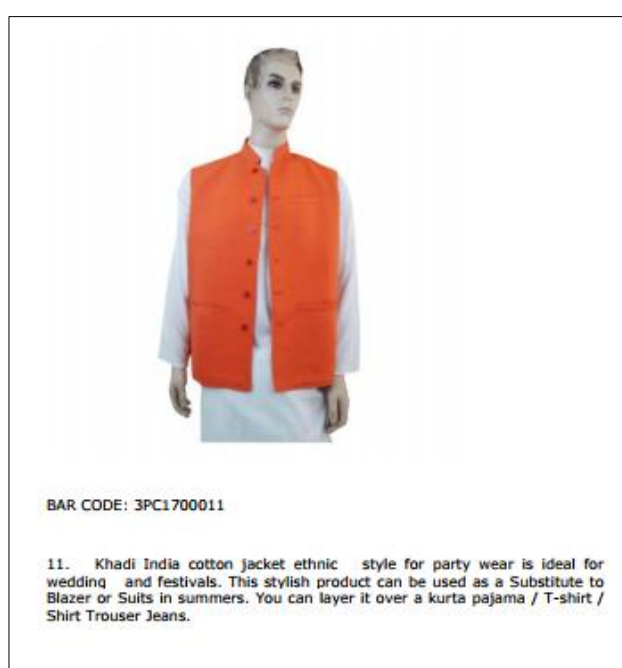 BAR CODE: 3PC1700011
11. Khadi India cotton jacket ethnic style for party wear is ideal for
wedding and festivals. This stylish product can be used as a Substitute to
Blazer or Suits in summers. You can layer it over a kurta pajama / T-shirt /
Shirt Trouser Jeans.